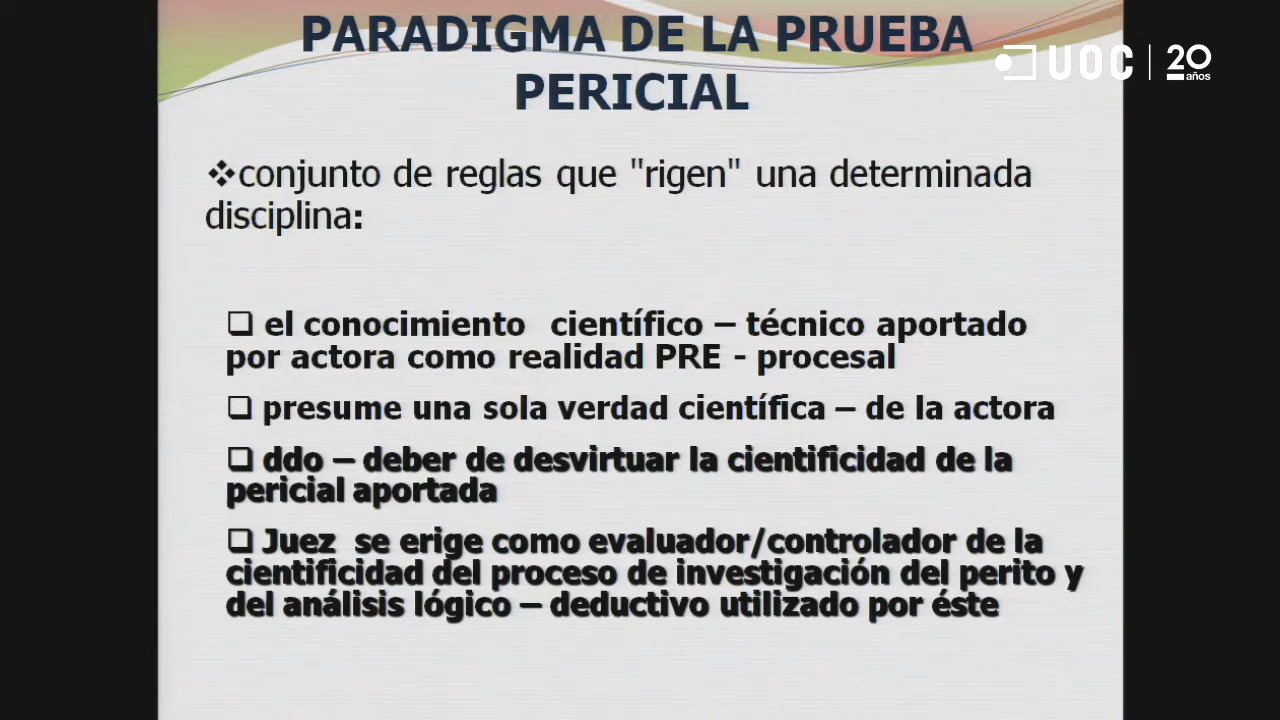 PARADIGMA DE LA PRUEBA
PERICIAL
UOC
20
años
❖conjunto de reglas que "rigen" una determinada
disciplina:
❑ el conocimiento científico – técnico aportado
por actora como realidad PRE - procesal
❑ presume una sola verdad científica – de la actora
❑ ddo – deber de desvirtuar la cientificidad de la
pericial aportada
❑ Juez se erige como evaluador/controlador de la
cientificidad del proceso de investigación del perito y
del análisis lógico – deductivo utilizado por éste